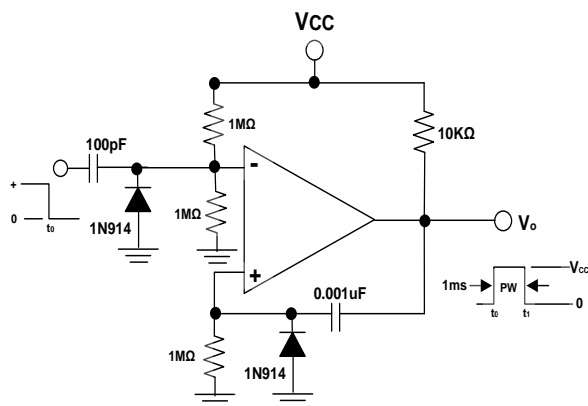 VCC
1MΩ
10KΩ
100pF
-
+
0
t0
1N914
1MΩ
Vo
+
0.001uF
1ms
PW
VCC
0
t0
t1
1MΩ
1N914